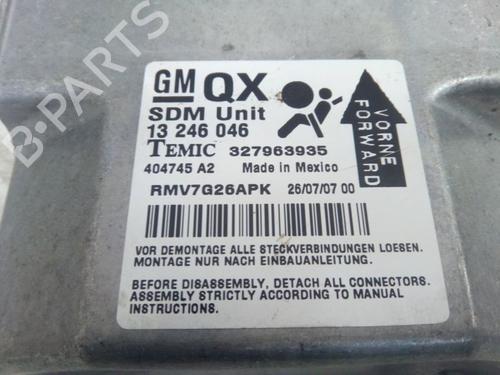 GM QX
SDM Unit
13 246 046
TEMIC 327963935
404745 A2 Made in Mexico
RMV7G26APK 26/07/07 00
VORNE
FORWARD
VOR DEMONTAGE ALLE STECKVERBINDUNGEN LOESEN.
MONTAGE NUR NACH EINBAUANLEITUNG.
BEFORE DISASSEMBLY, DETACH ALL CONNECTORS.
ASSEMBLY STRICTLY ACCORDING TO MANUAL
INSTRUCTIONS.
B-PARTS